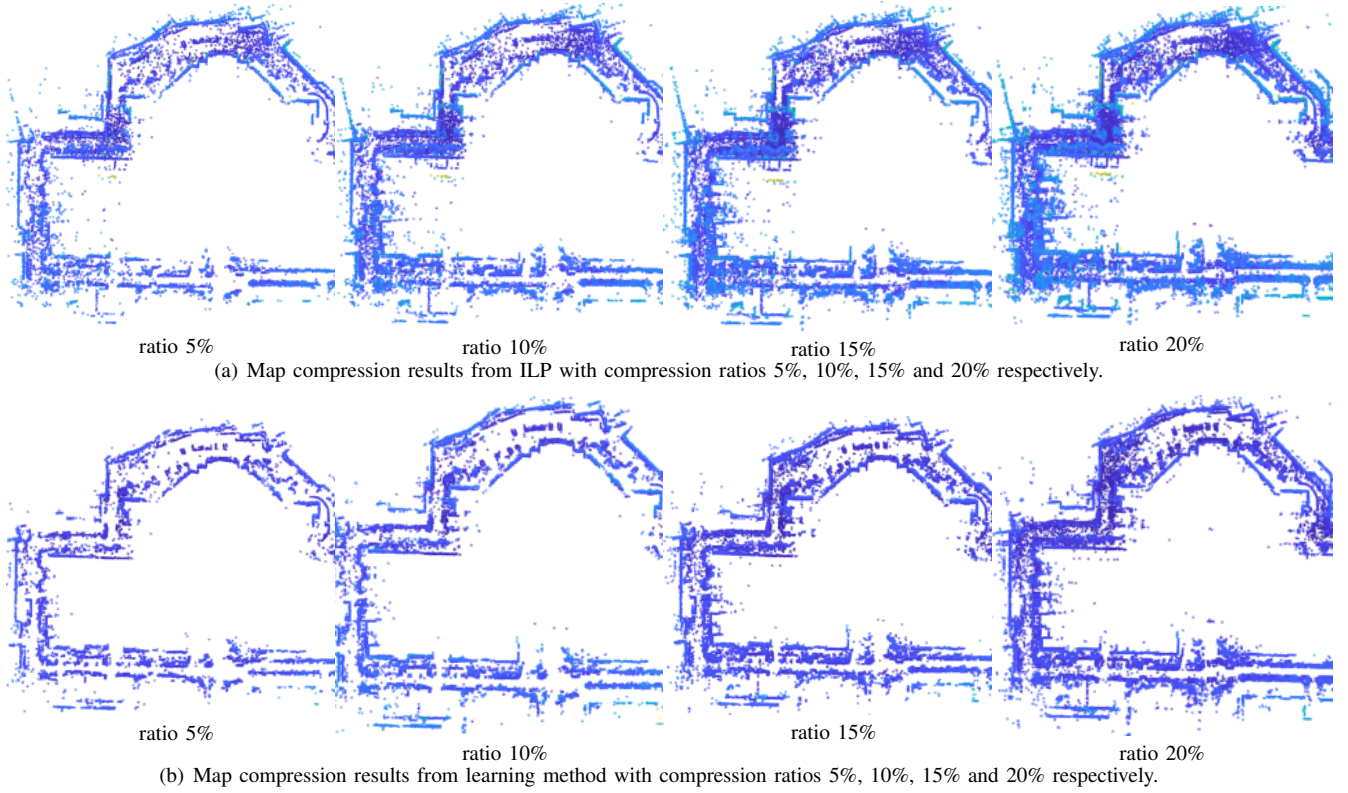 ratio 5%
ratio 10%
ratio 15%
ratio 20%
(a) Map compression results from ILP with compression ratios 5%, 10%, 15% and 20% respectively.
ratio 5%
ratio 10%
ratio 15%
ratio 20%
(b) Map compression results from learning method with compression ratios 5%, 10%, 15% and 20% respectively.